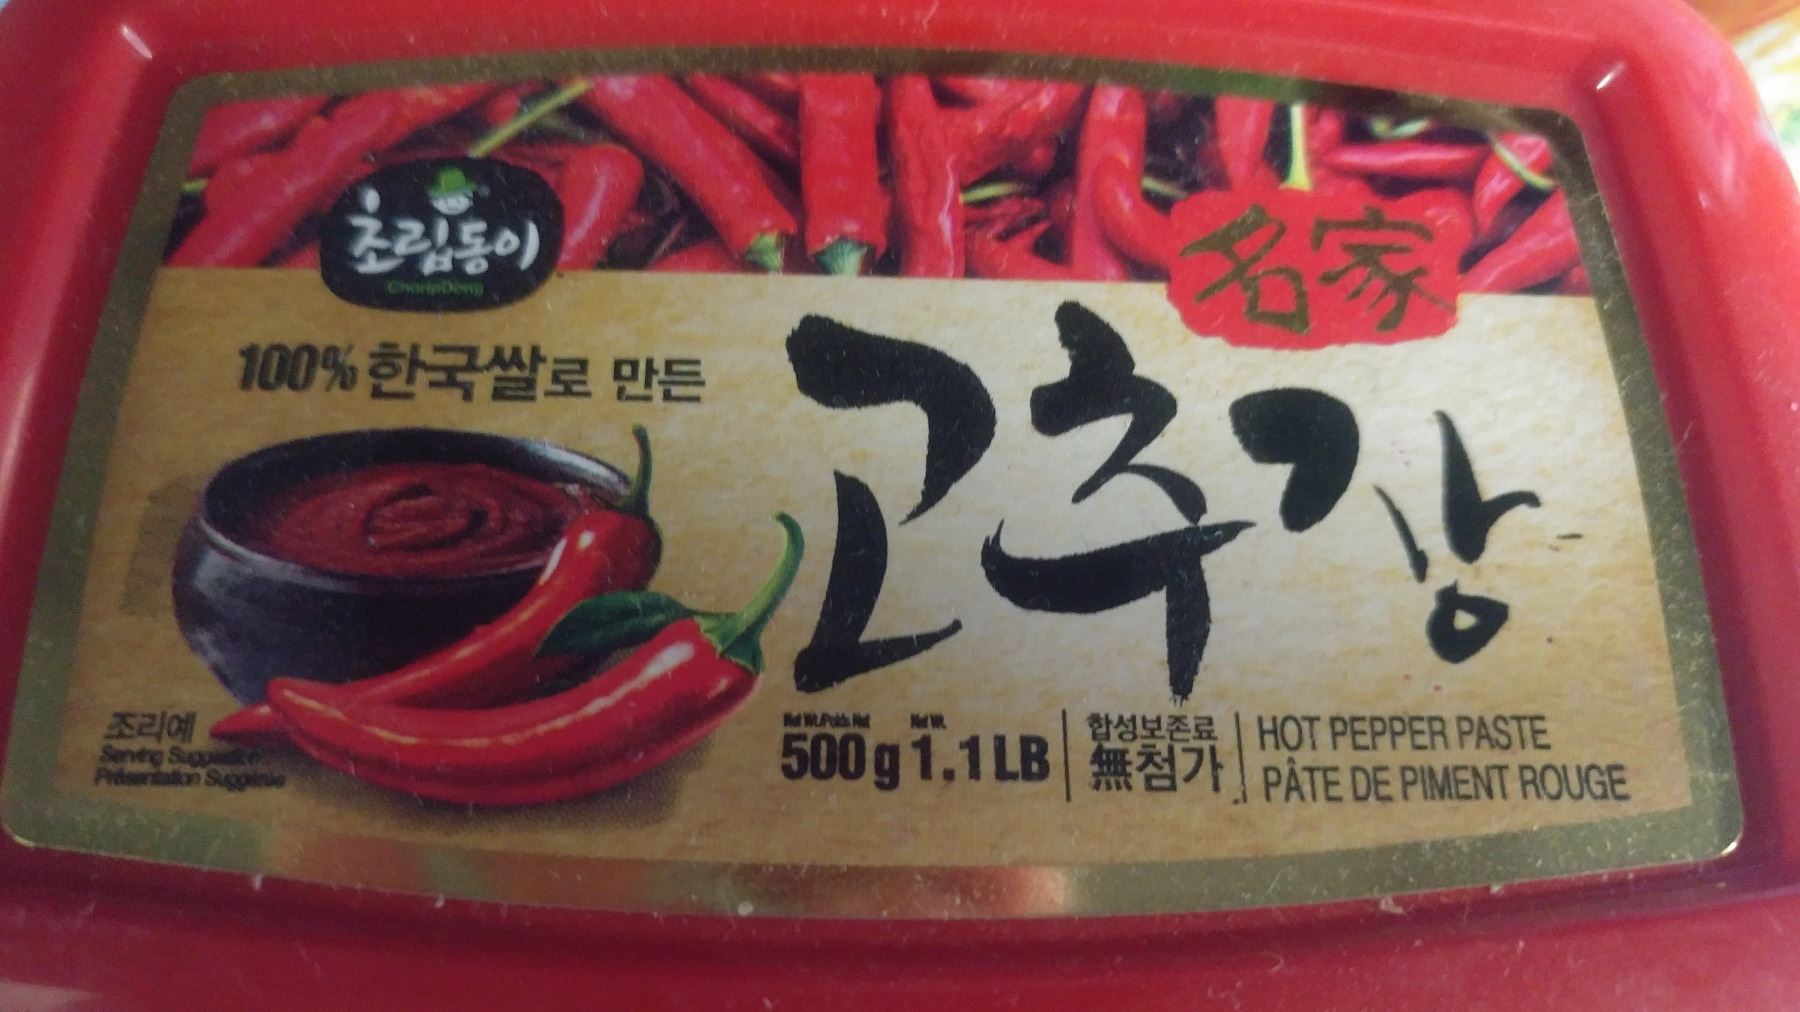 초립동이
ChoripDong
名家
100% 한국쌀로 만든
고추장
조리예
Serving Suggestion
Présentation Suggérée
Net Wt./Poids Net
500g
Net Wt.
1.1LB
합성보존료
無첨가
HOT PEPPER PASTE
PÂTE DE PIMENT ROUGE